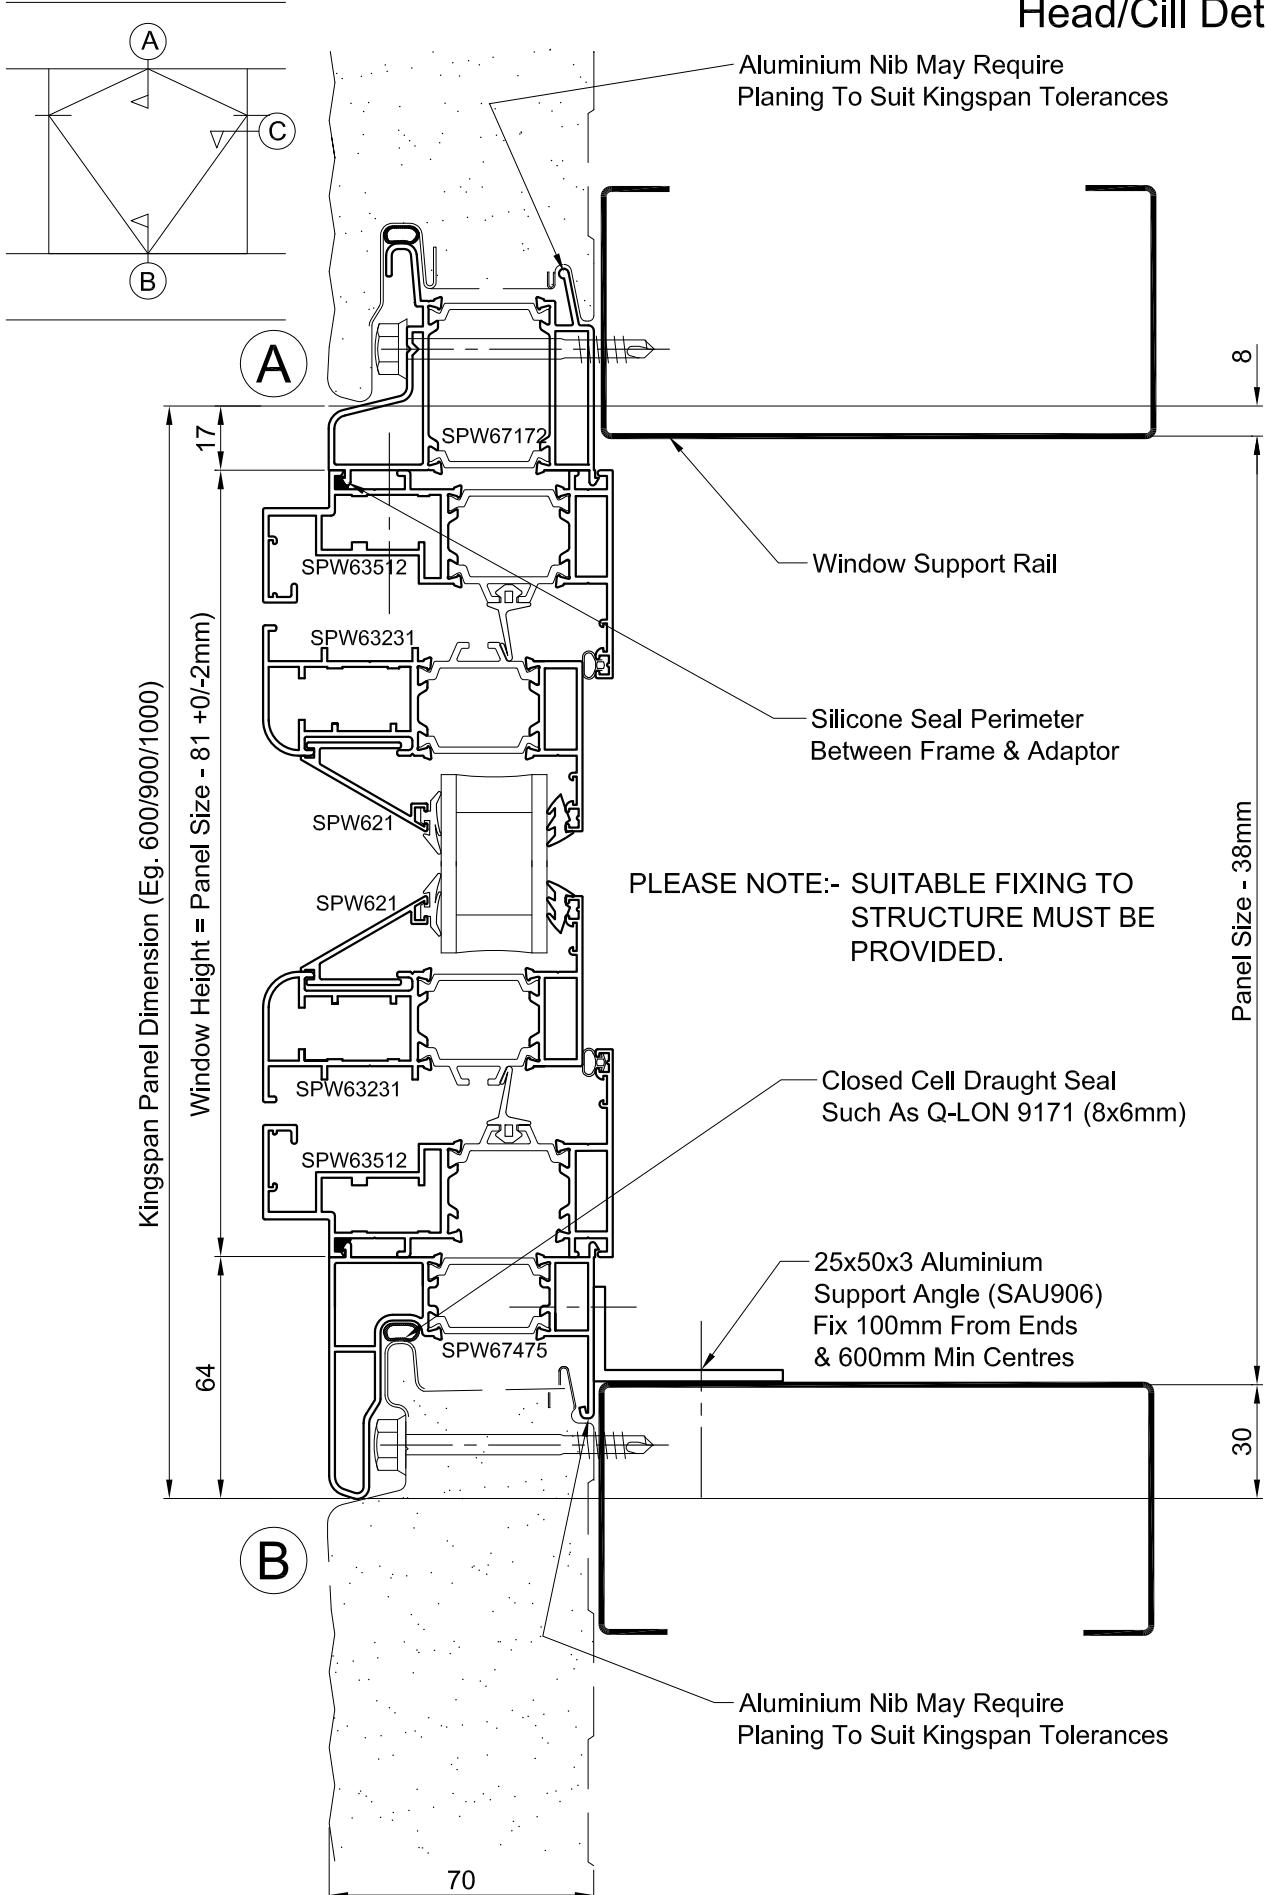 Head/Cill Det
A
C
B
Aluminium Nib May Require
Planing To Suit Kingspan Tolerances
A
8
17
SPW67172
Window Support Rail
SPW63512
SPW63231
Silicone Seal Perimeter
Between Frame & Adaptor
SPW621
Kingspan Panel Dimension (Eg. 600/900/1000)
Window Height = Panel Size - 81 +0/-2mm)
PLEASE NOTE:- SUITABLE FIXING TO
STRUCTURE MUST BE
PROVIDED.
Panel Size - 38mm
SPW621
SPW63231
Closed Cell Draught Seal
Such As Q-LON 9171 (8x6mm)
SPW63512
25x50x3 Aluminium
Support Angle (SAU906)
Fix 100mm From Ends
& 600mm Min Centres
SPW67475
64
30
B
Aluminium Nib May Require
Planing To Suit Kingspan Tolerances
70